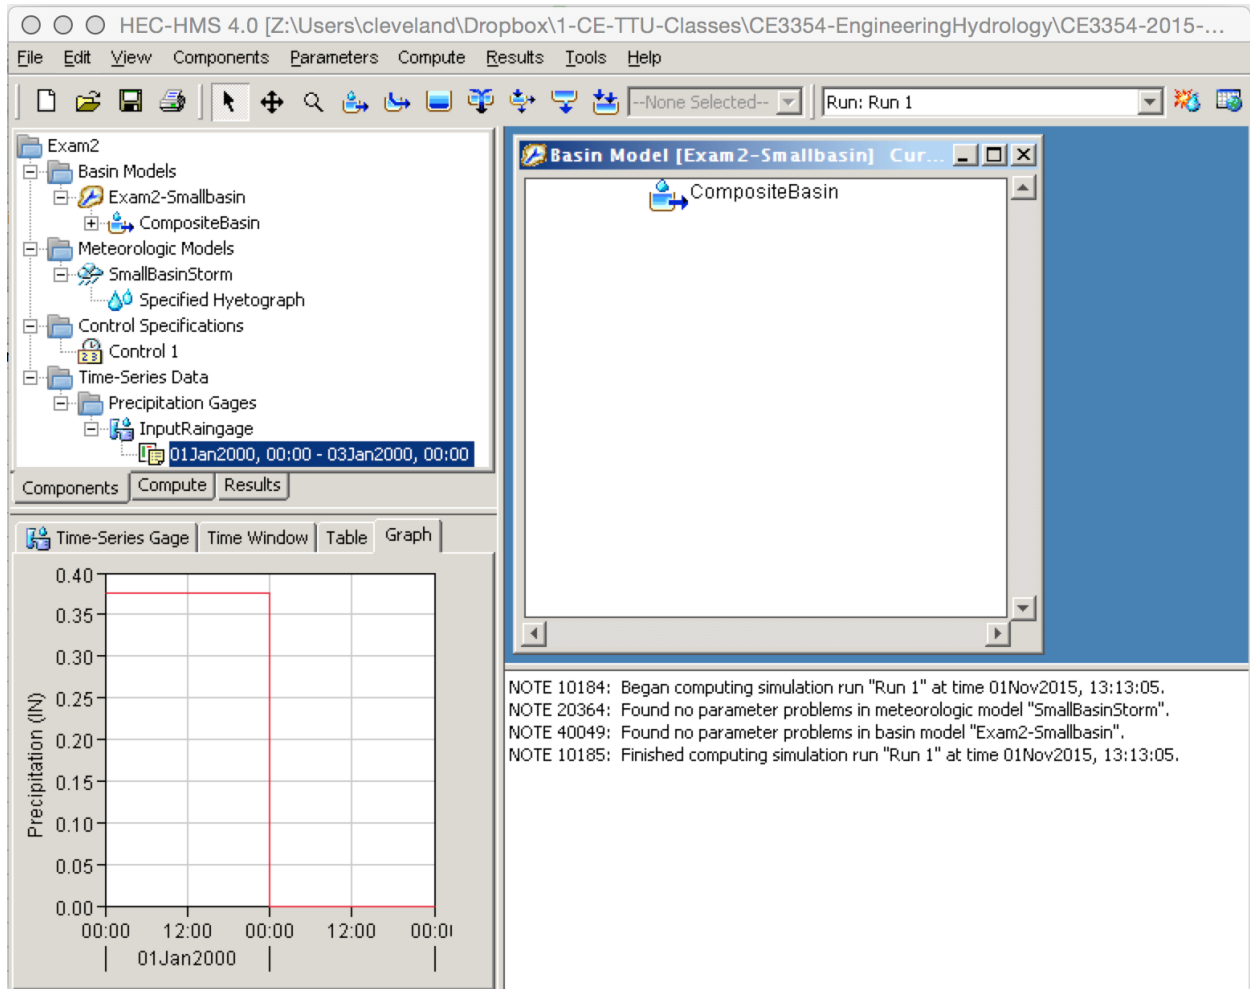 HEC-HMS 4.0 [Z:\Users\cleveland\Dropbox\1-CE-TTU-Classes\CE3354-EngineeringHydrology\CE3354-2015-...
File Edit View Components Parameters Compute Results Tools Help
--None Selected-- Run: Run 1
Exam2
Basin Models
Exam2-Smallbasin
CompositeBasin
Meteorologic Models
SmallBasinStorm
Specified Hyetograph
Control Specifications
Control 1
Time-Series Data
Precipitation Gages
InputRaingage
01Jan2000, 00:00 - 03Jan2000, 00:00
Components Compute Results
Time-Series Gage Time Window Table Graph
Precipitation (IN)
0.40
0.35
0.30
0.25
0.20
0.15
0.10
0.05
0.00
00:00 12:00 00:00 12:00 00:0
01Jan2000
Basin Model [Exam2-Smallbasin] Cur...
CompositeBasin
NOTE 10184: Began computing simulation run "Run 1" at time 01Nov2015, 13:13:05.
NOTE 20364: Found no parameter problems in meteorologic model "SmallBasinStorm".
NOTE 40049: Found no parameter problems in basin model "Exam2-Smallbasin".
NOTE 10185: Finished computing simulation run "Run 1" at time 01Nov2015, 13:13:05.